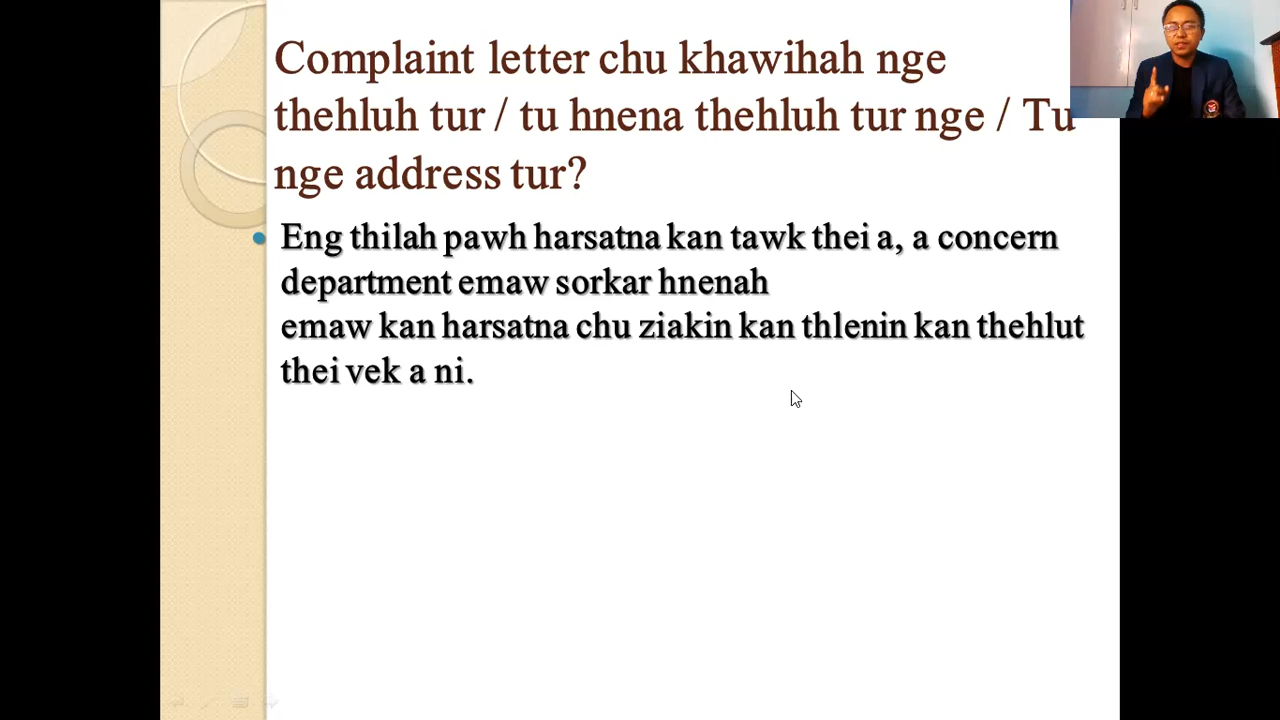 Complaint letter chu khawihah nge
thehluh tur / tu hnena thehluh tur nge / Tu
nge address tur?
Eng thilah pawh harsatna kan tawk thei a, a concern
department emaw sorkar hnenah
emaw kan harsatna chu ziakin kan thlenin kan thehlut
thei vek a ni.